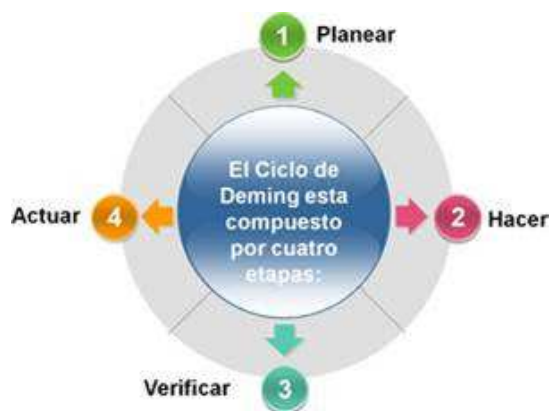 1 Planear
El Ciclo de
Deming esta
compuesto
por cuatro
etapas:
2 Hacer
Verificar 3
Actuar 4